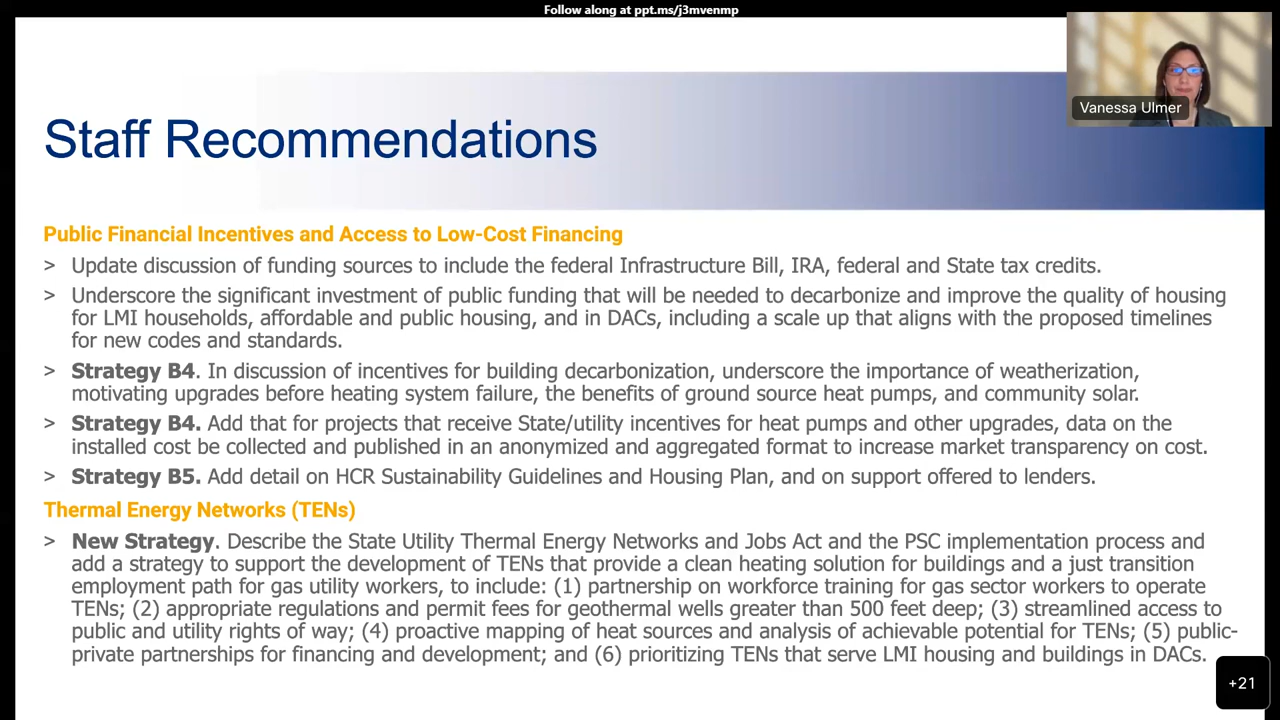 Follow along at ppt.ms/j3mvenmp
Vanessa Ulmer
Staff Recommendations
Public Financial Incentives and Access to Low-Cost Financing
> Update discussion of funding sources to include the federal Infrastructure Bill, IRA, federal and State tax credits.
> Underscore the significant investment of public funding that will be needed to decarbonize and improve the quality of housing
for LMI households, affordable and public housing, and in DACs, including a scale up that aligns with the proposed timelines
for new codes and standards.
> Strategy B4. In discussion of incentives for building decarbonization, underscore the importance of weatherization,
motivating upgrades before heating system failure, the benefits of ground source heat pumps, and community solar.
> Strategy B4. Add that for projects that receive State/utility incentives for heat pumps and other upgrades, data on the
installed cost be collected and published in an anonymized and aggregated format to increase market transparency on cost.
> Strategy B5. Add detail on HCR Sustainability Guidelines and Housing Plan, and on support offered to lenders.
Thermal Energy Networks (TENs)
> New Strategy. Describe the State Utility Thermal Energy Networks and Jobs Act and the PSC implementation process and
add a strategy to support the development of TENs that provide a clean heating solution for buildings and a just transition
employment path for gas utility workers, to include: (1) partnership on workforce training for gas sector workers to operate
TENs; (2) appropriate regulations and permit fees for geothermal wells greater than 500 feet deep; (3) streamlined access to
public and utility rights of way; (4) proactive mapping of heat sources and analysis of achievable potential for TENs; (5) public-
private partnerships for financing and development; and (6) prioritizing TENs that serve LMI housing and buildings in DACs.
+21